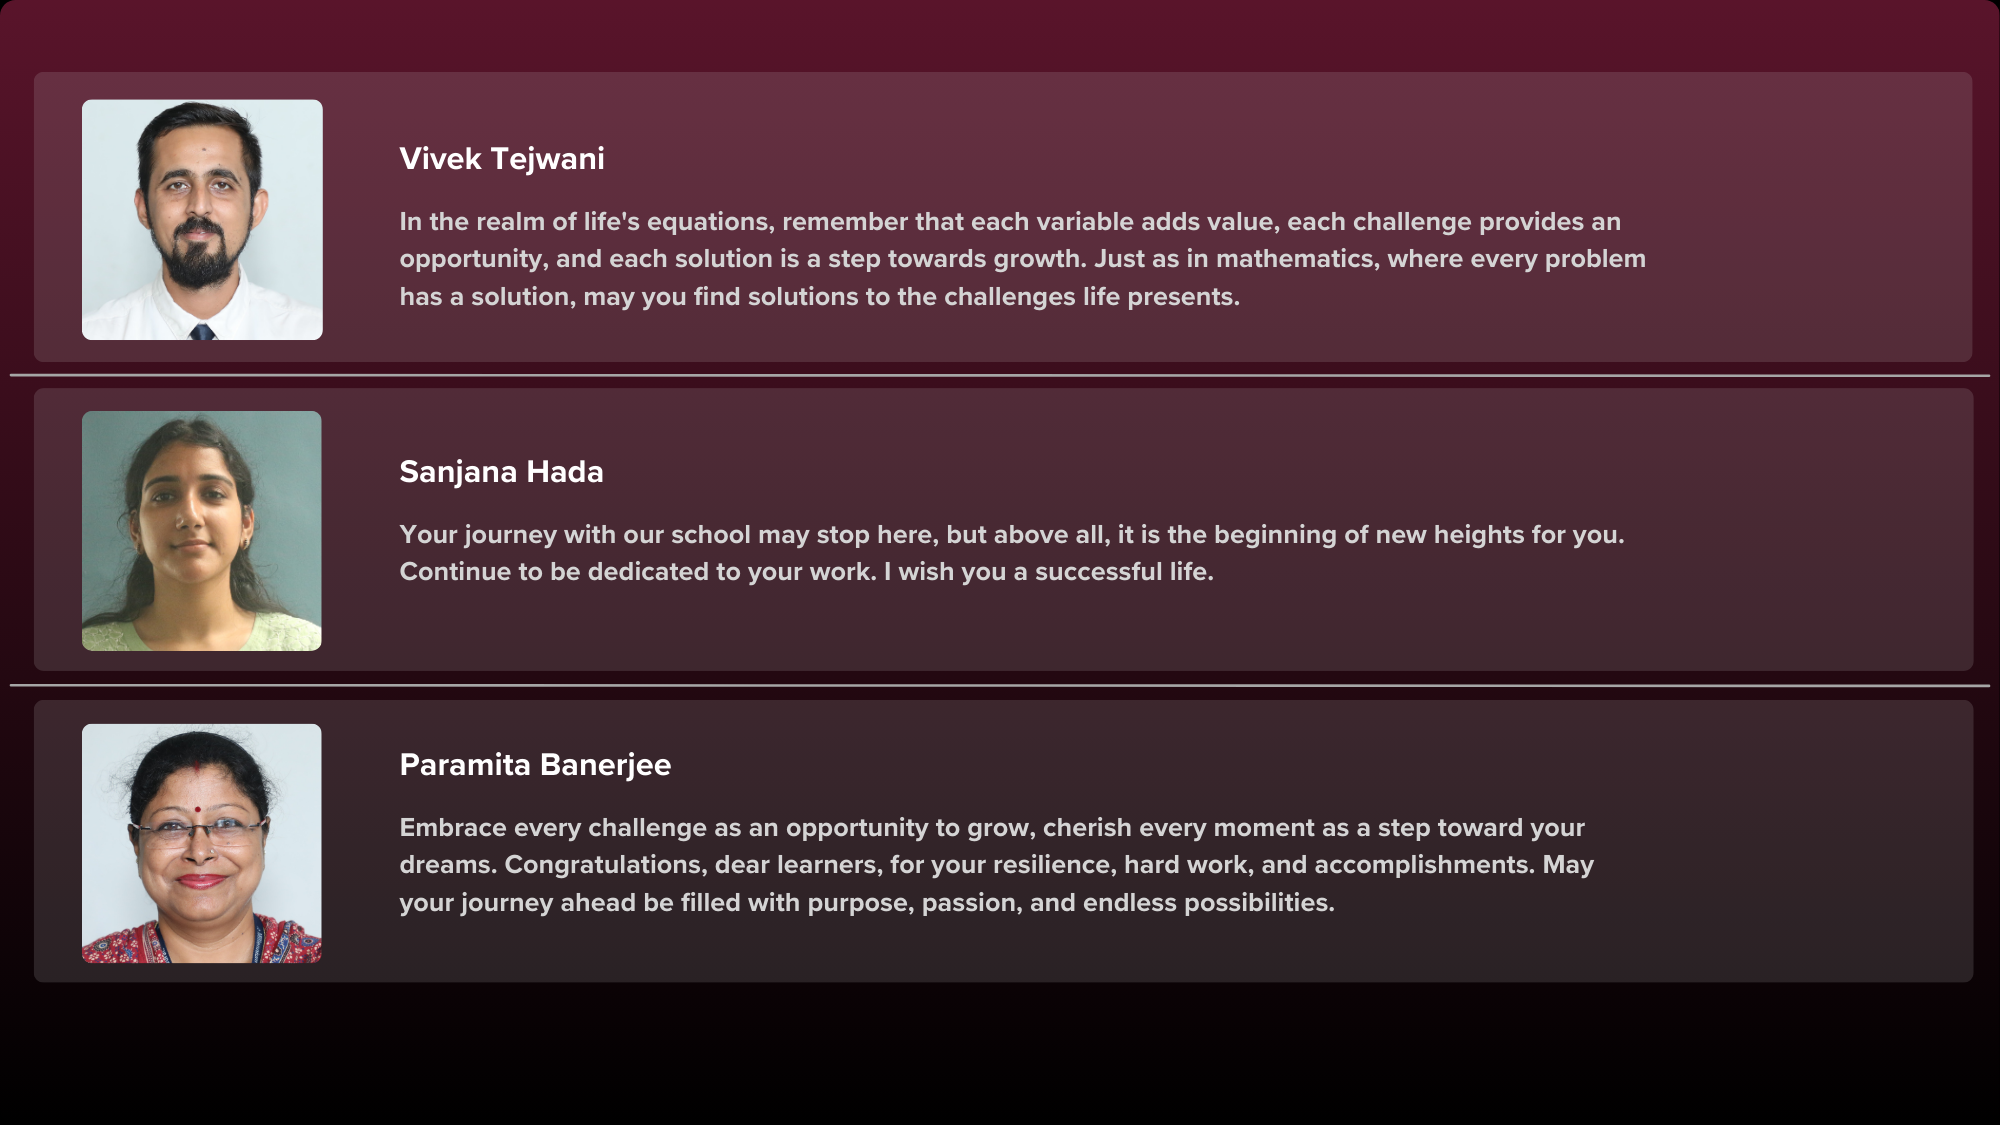 Vivek Tejwani
In the realm of life's equations, remember that each variable adds value, each challenge provides an
opportunity, and each solution is a step towards growth. Just as in mathematics, where every problem
has a solution, may you find solutions to the challenges life presents.
Sanjana Hada
Your journey with our school may stop here, but above all, it is the beginning of new heights for you.
Continue to be dedicated to your work. I wish you a successful life.
Paramita Banerjee
Embrace every challenge as an opportunity to grow, cherish every moment as a step toward your
dreams. Congratulations, dear learners, for your resilience, hard work, and accomplishments. May
your journey ahead be filled with purpose, passion, and endless possibilities.